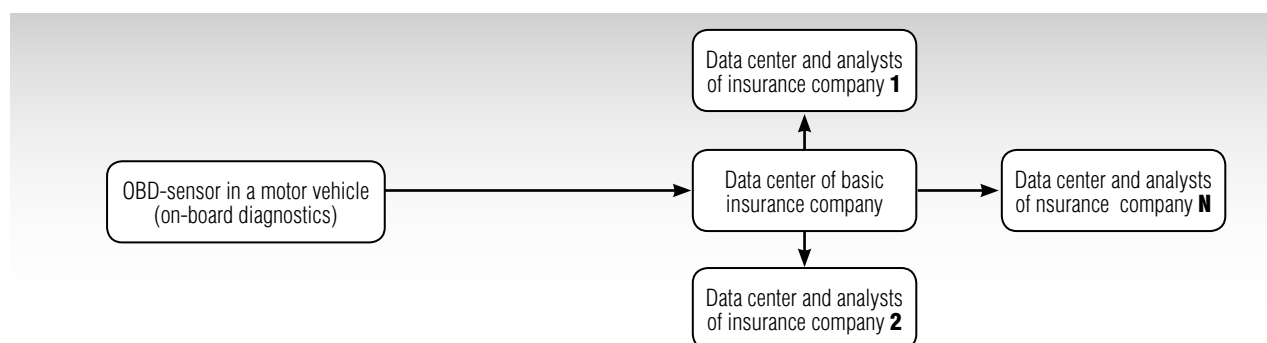 Data center and analysts
of insurance company 1
OBD-sensor in a motor vehicle
(on-board diagnostics)
Data center of basic
insurance company
Data center and analysts
of nsurance company N
Data center and analysts
of insurance company 2